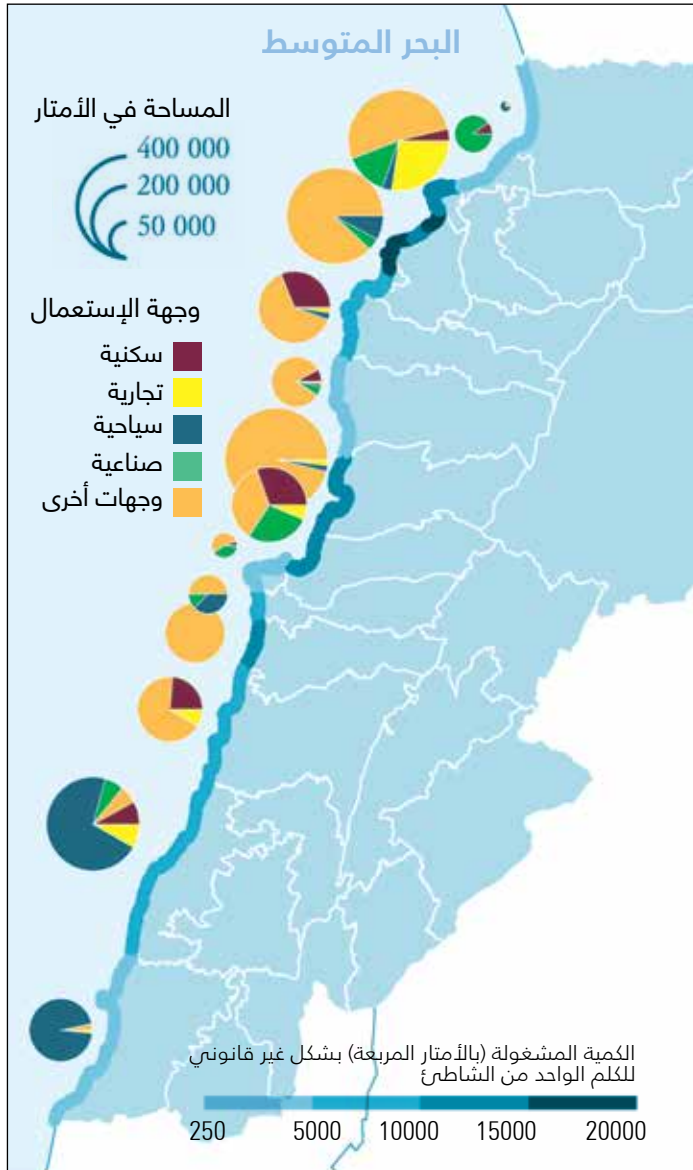 البحر المتوسط
المساحة في الأمتار
400 000
200 000
50 000
وجهة الإستعمال
سكنية
تجارية
سياحية
صناعية
وجهات أخرى
الكمية المشغولة (بالأمتار المربعة) بشكل غير قانوني
للكلم الواحد من الشاطئ
250 5000 10000 15000 20000